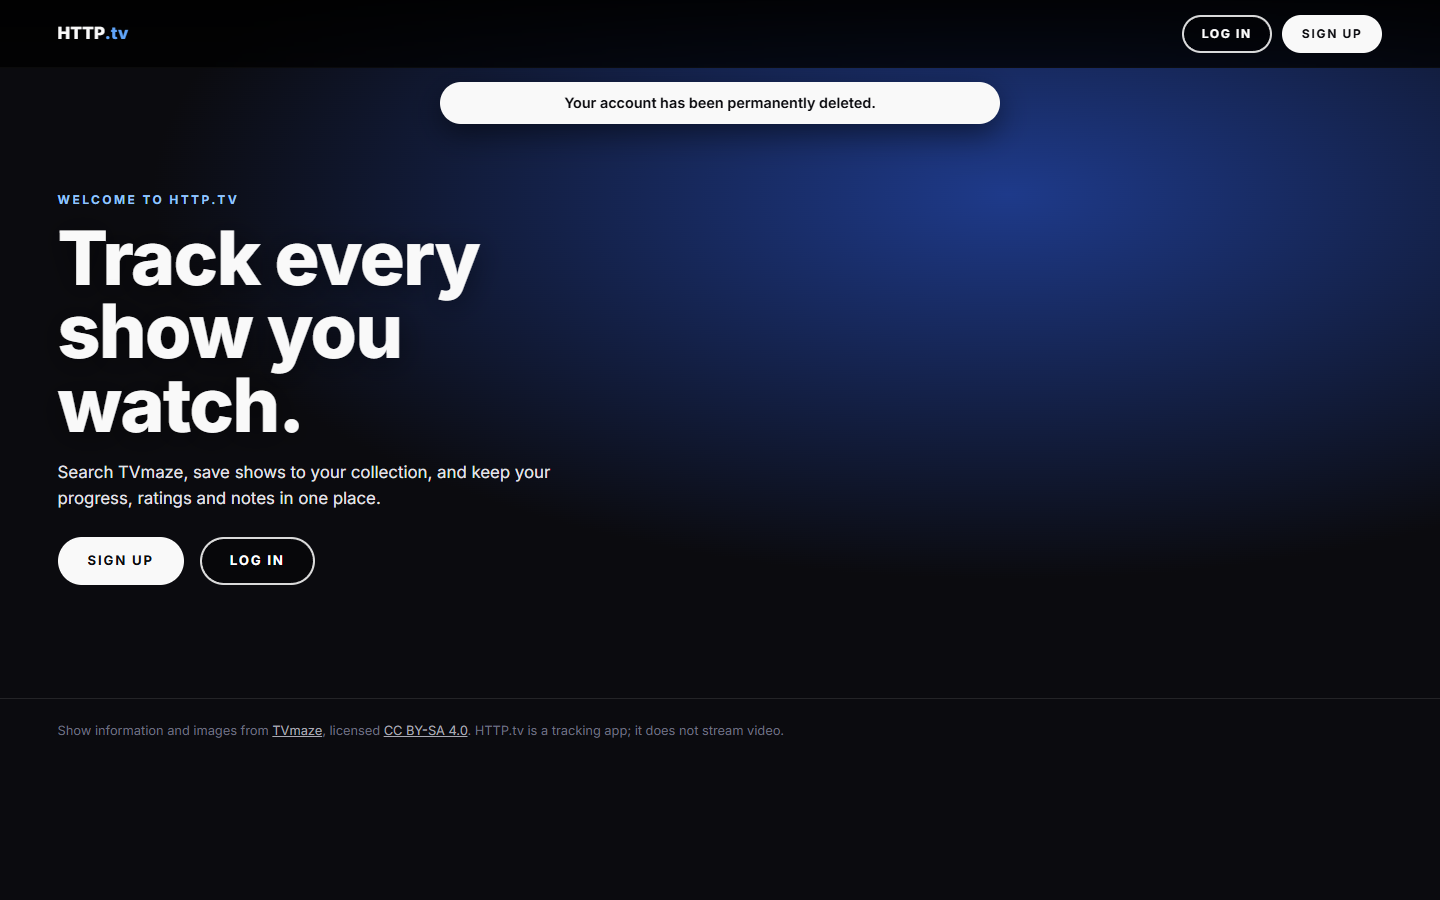 HTTP.tv
LOG IN
SIGN UP
Your account has been permanently deleted.
WELCOME TO HTTP.TV
Track every
show you
watch.
Search TVmaze, save shows to your collection, and keep your
progress, ratings and notes in one place.
SIGN UP
LOG IN
Show information and images from TVmaze, licensed CC BY-SA 4.0. HTTP.tv is a tracking app; it does not stream video.